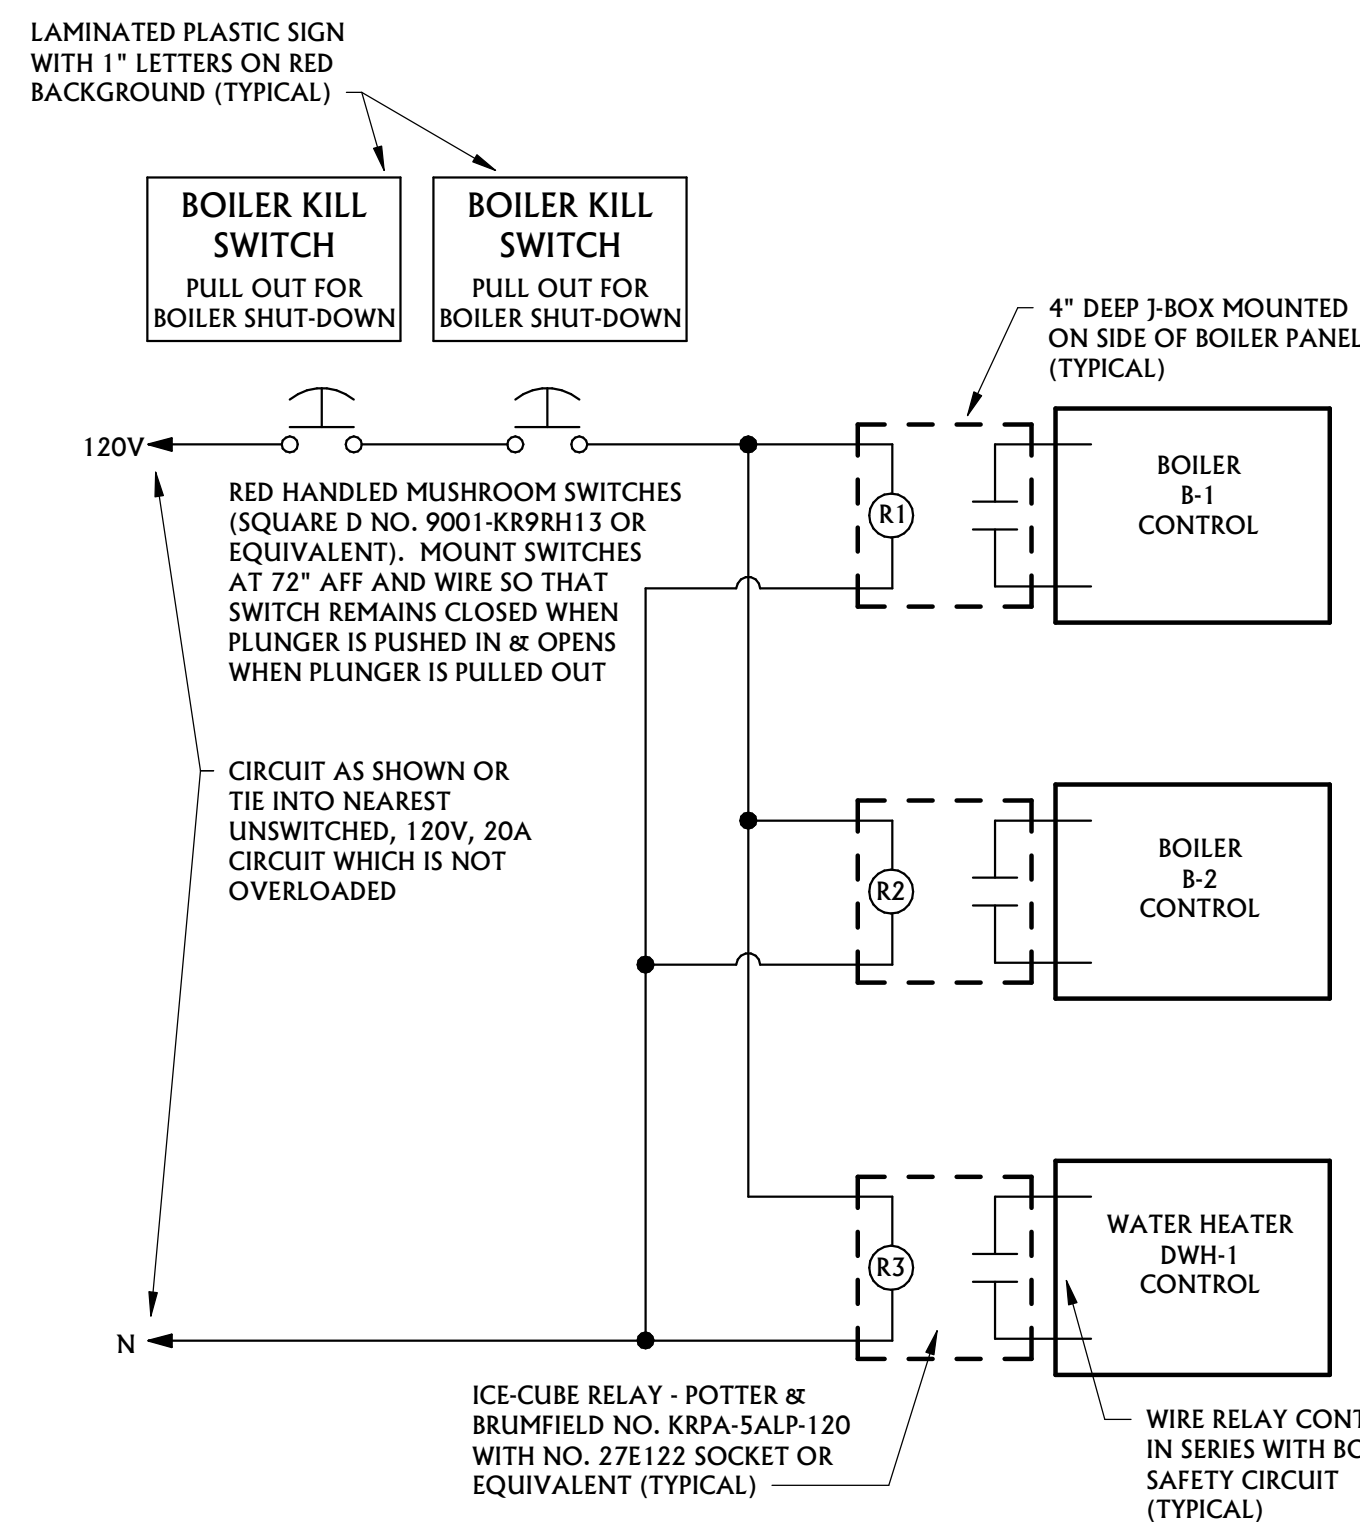 LAMINATED PLASTIC SIGN
WITH 1" LETTERS ON RED
BACKGROUND (TYPICAL)
BOILER KILL
SWITCH
PULL OUT FOR
BOILER SHUT-DOWN
BOILER KILL
SWITCH
PULL OUT FOR
BOILER SHUT-DOWN
4" DEEP J-BOX MOUNTED
ON SIDE OF BOILER PANEL
(TYPICAL)
120V
RED HANDLED MUSHROOM SWITCHES
(SQUARE D NO. 9001-KR9RH13 OR
EQUIVALENT). MOUNT SWITCHES
AT 72" AFF AND WIRE SO THAT
SWITCH REMAINS CLOSED WHEN
PLUNGER IS PUSHED IN & OPENS
WHEN PLUNGER IS PULLED OUT
R1
BOILER
B-1
CONTROL
CIRCUIT AS SHOWN OR
TIE INTO NEAREST
UNSWITCHED, 120V, 20A
CIRCUIT WHICH IS NOT
OVERLOADED
R2
BOILER
B-2
CONTROL
R3
WATER HEATER
DWH-1
CONTROL
N
ICE-CUBE RELAY - POTTER &
BRUMFIELD NO. KRPA-5ALP-120
WITH NO. 27E122 SOCKET OR
EQUIVALENT (TYPICAL)
WIRE RELAY
IN SERIES WITH
SAFETY CIRCUIT
(TYPICAL)